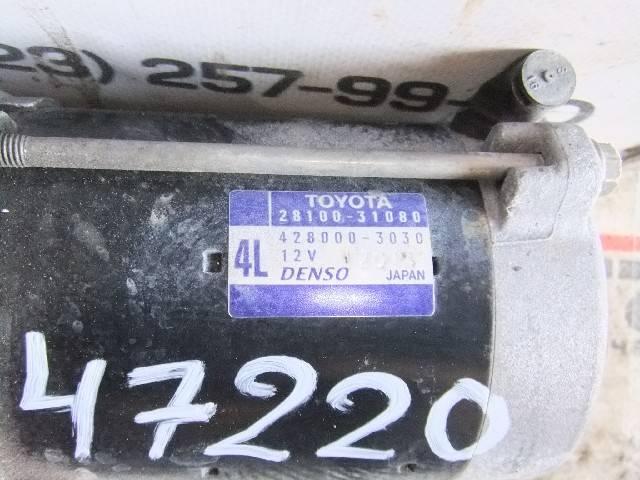 23) 257-99-
TOYOTA
28100-31080
428000-3030
4L
12V
DENSO JAPAN
47220